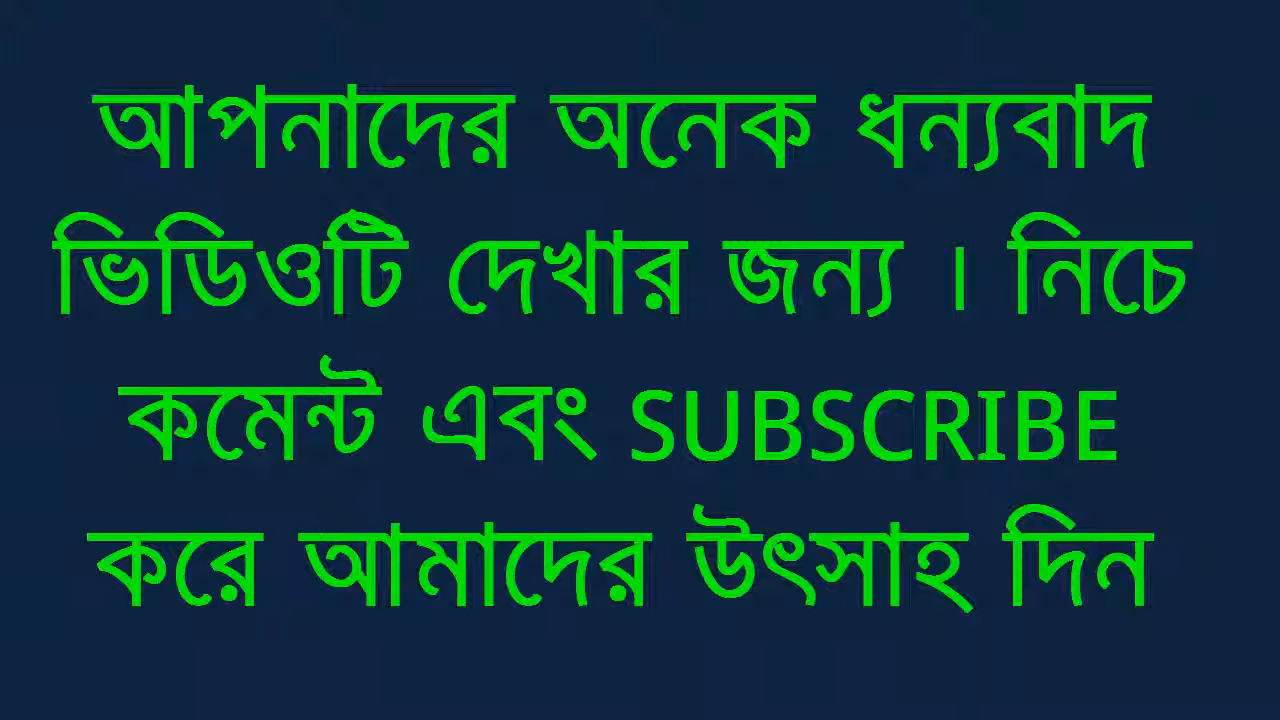 আপনাদের অনেক ধন্যবাদ
ভিডিওটি দেখার জন্য । নিচে
কমেন্ট এবং SUBSCRIBE
করে আমাদের উৎসাহ দিন